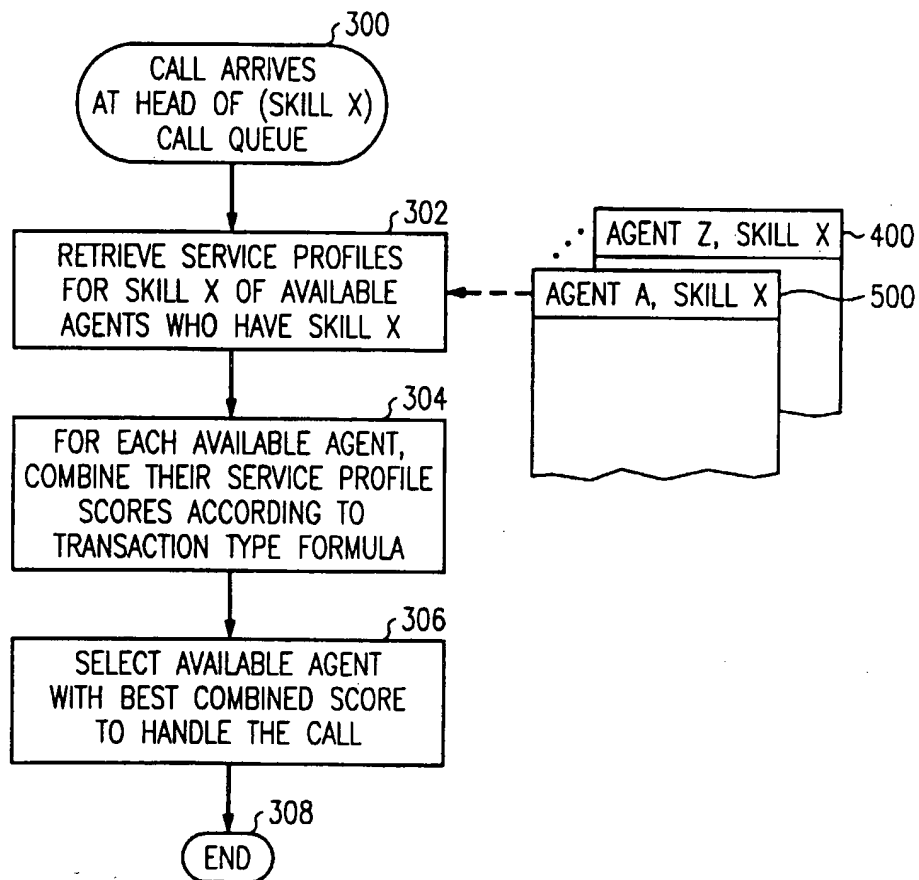 300
CALL ARRIVES
AT HEAD OF (SKILL X)
CALL QUEUE
302
RETRIEVE SERVICE PROFILES
FOR SKILL X OF AVAILABLE
AGENTS WHO HAVE SKILL X
AGENT Z, SKILL X
400
AGENT A, SKILL X
500
304
FOR EACH AVAILABLE AGENT,
COMBINE THEIR SERVICE PROFILE
SCORES ACCORDING TO
TRANSACTION TYPE FORMULA
306
SELECT AVAILABLE AGENT
WITH BEST COMBINED SCORE
TO HANDLE THE CALL
308
END